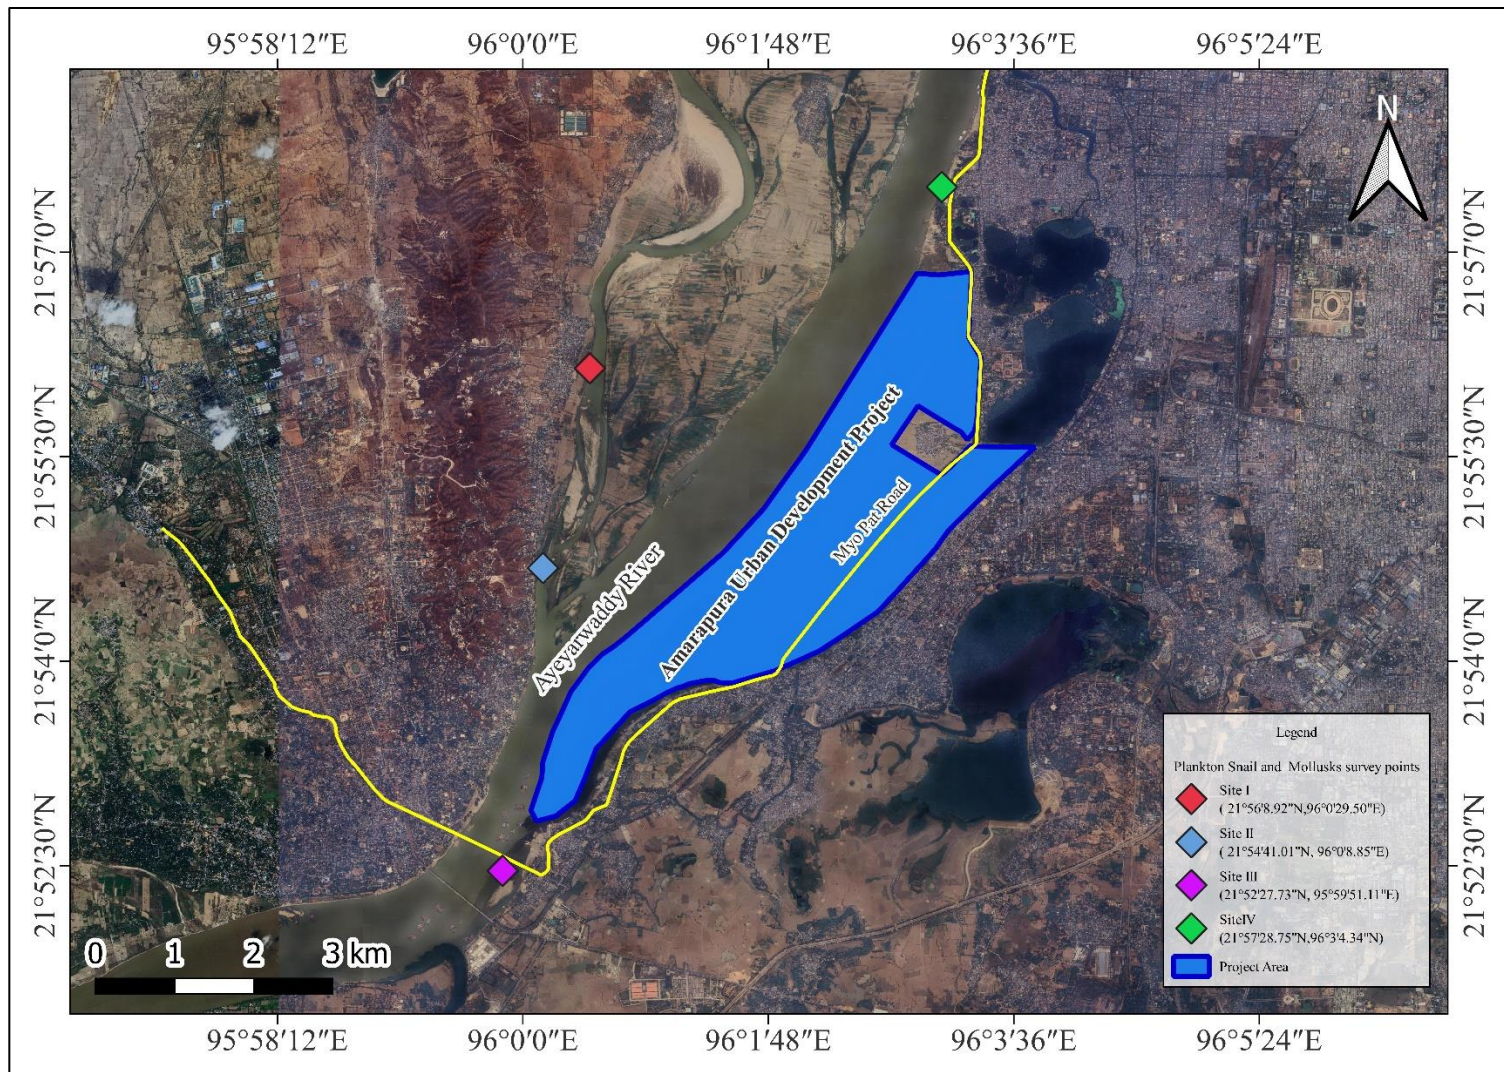 95°58'12"E 96°0'0"E 96°1'48"E 96°3'36"E 96°5'24"E
N
21°57'0"N 21°57'0"N
21°55'30"N 21°55'30"N
Amarapura Urban Development Project
Myo Pat Road
Ayeyarwaddy River
21°54'0"N 21°54'0"N
21°52'30"N 21°52'30"N
Legend
Plankton Snail and Mollusks survey points
Site I
( 21°56'8.92"N,96°0'29.50"E)
Site II
( 21°54'41.01"N, 96°0'8.85"E)
Site III
(21°52'27.73"N, 95°59'51.11"E)
SiteIV
(21°57'28.75"N,96°3'4.34"N)
Project Area
0 1 2 3 km
95°58'12"E 96°0'0"E 96°1'48"E 96°3'36"E 96°5'24"E